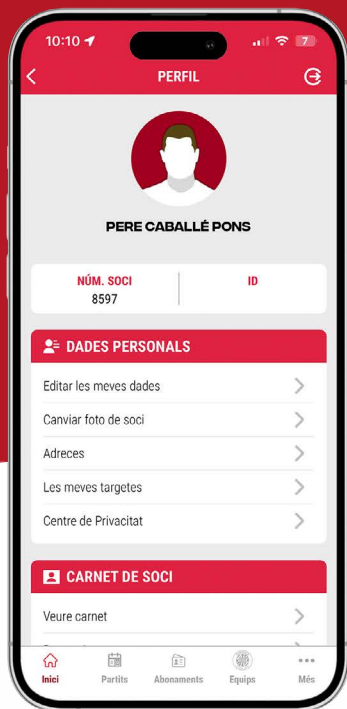 10:10
7
PERFIL
PERE CABALLÉ PONS
NÚM. SOCI
ID
8597
DADES PERSONALS
Editar les meves dades
Canviar foto de soci
Adreces
Les meves targetes
Centre de Privacitat
CARNET DE SOCI
Veure carnet
Inici
Partits
Abonaments
Equips
Més